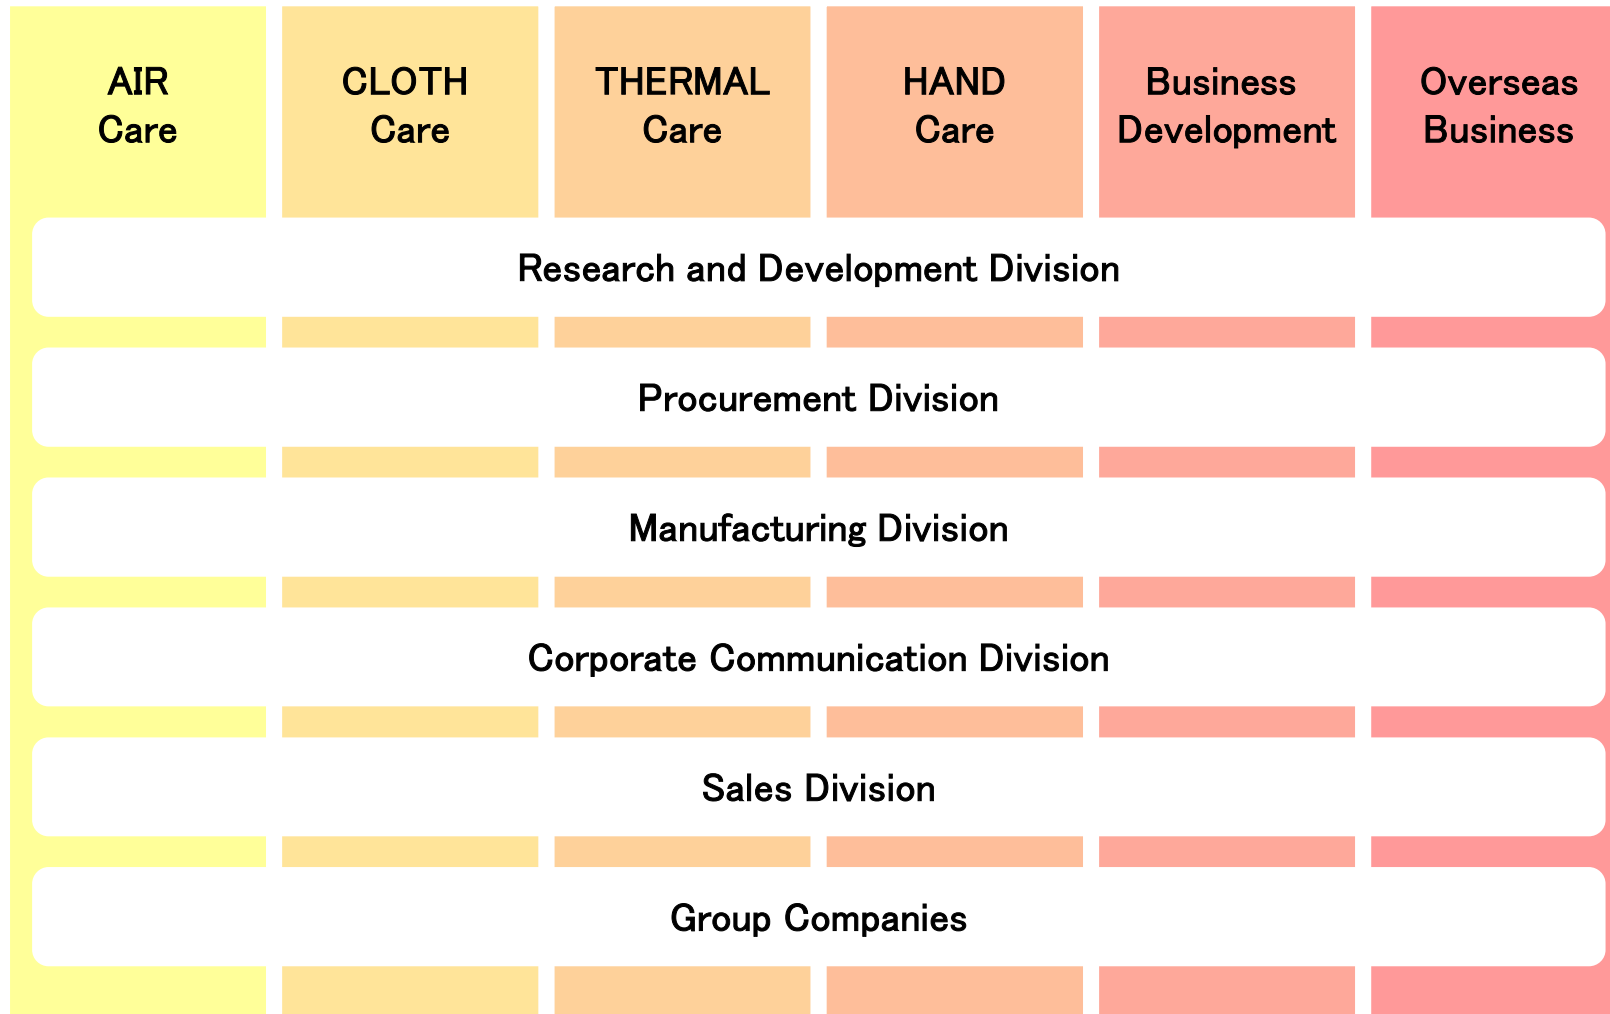 AIR
Care
CLOTH
Care
THERMAL
Care
HAND
Care
Business
Development
Overseas
Business
Research and Development Division
Procurement Division
Manufacturing Division
Corporate Communication Division
Sales Division
Group Companies